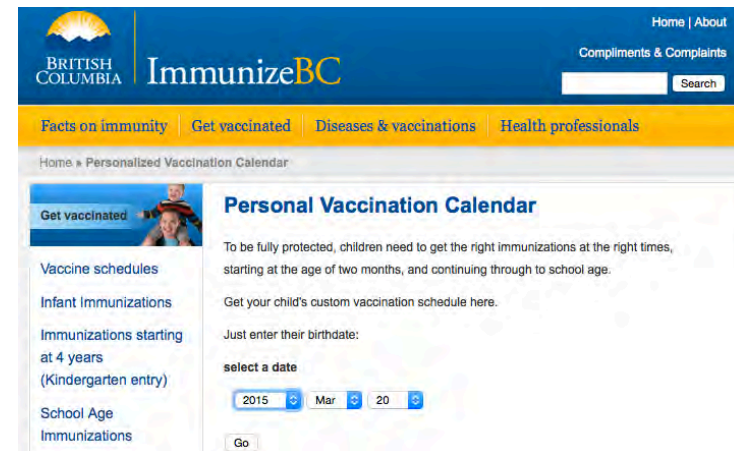 Home | About
Compliments & Complaints
BRITISH
COLUMBIA
ImmunizeBC
Search
Facts on immunity
Get vaccinated
Diseases & vaccinations
Health professionals
Home » Personalized Vaccination Calendar
Get vaccinated
Vaccine schedules
Infant Immunizations
Immunizations starting
at 4 years
(Kindergarten entry)
School Age
Immunizations
Personal Vaccination Calendar
To be fully protected, children need to get the right immunizations at the right times,
starting at the age of two months, and continuing through to school age.
Get your child's custom vaccination schedule here.
Just enter their birthdate:
select a date
2015 Mar 20
Go